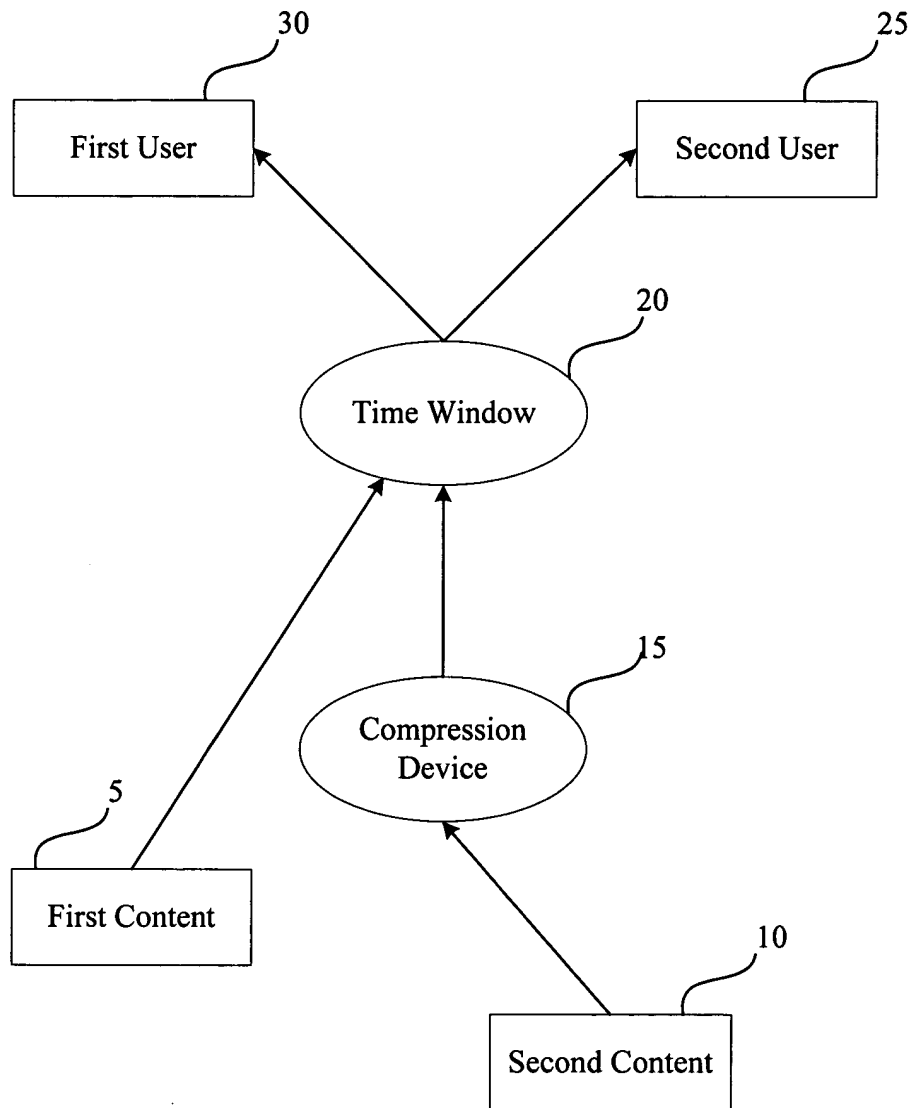 30
25
First User
Second User
20
Time Window
15
Compression
Device
5
First Content
10
Second Content